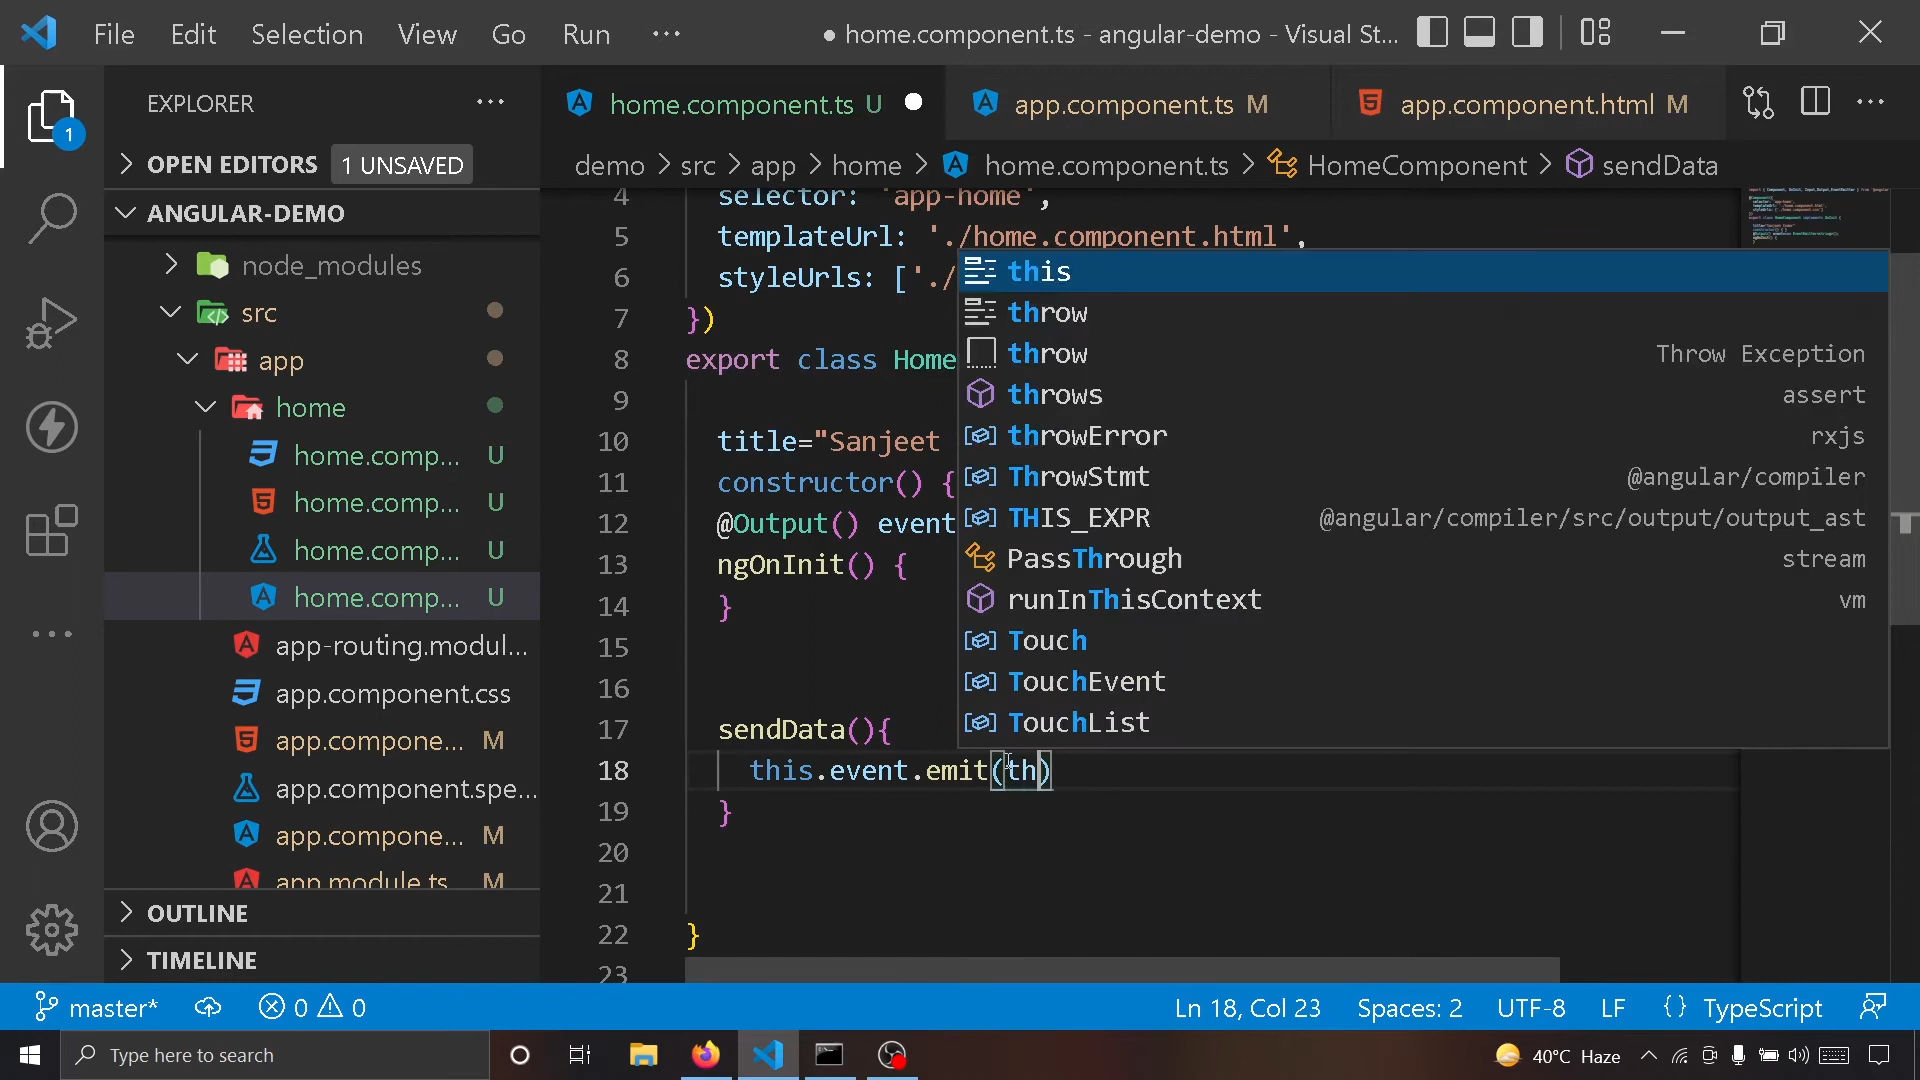 File Edit Selection View Go Run ··· ● home.component.ts - angular-demo - Visual St...
EXPLORER ···
home.component.ts U
app.component.ts M
app.component.html M
1
OPEN EDITORS 1 UNSAVED
demo > src > app > home > home.component.ts > HomeComponent > sendData
ANGULAR-DEMO
node_modules
src
app
home
home.comp... U
home.comp... U
home.comp... U
home.comp... U
app-routing.modul...
app.component.css
app.compone... M
app.component.spe...
app.compone... M
app.module.ts M
OUTLINE
TIMELINE
4 selector: 'app-home',
5 templateUrl: './home.component.html',
6 styleUrls: ['./
7 })
8 export class Home
9
10 title="Sanjeet
11 constructor() {
12 @Output() event
13 ngOnInit() {
14 }
15
16
17 sendData(){
18 this.event.emit(th)
19 }
20
21
22 }
23
this
throw
throw Throw Exception
throws assert
throwError rxjs
ThrowStmt @angular/compiler
THIS_EXPR @angular/compiler/src/output/output_ast
PassThrough stream
runInThisContext vm
Touch
TouchEvent
TouchList
master* 0 0 Ln 18, Col 23 Spaces: 2 UTF-8 LF {} TypeScript
Type here to search 40°C Haze